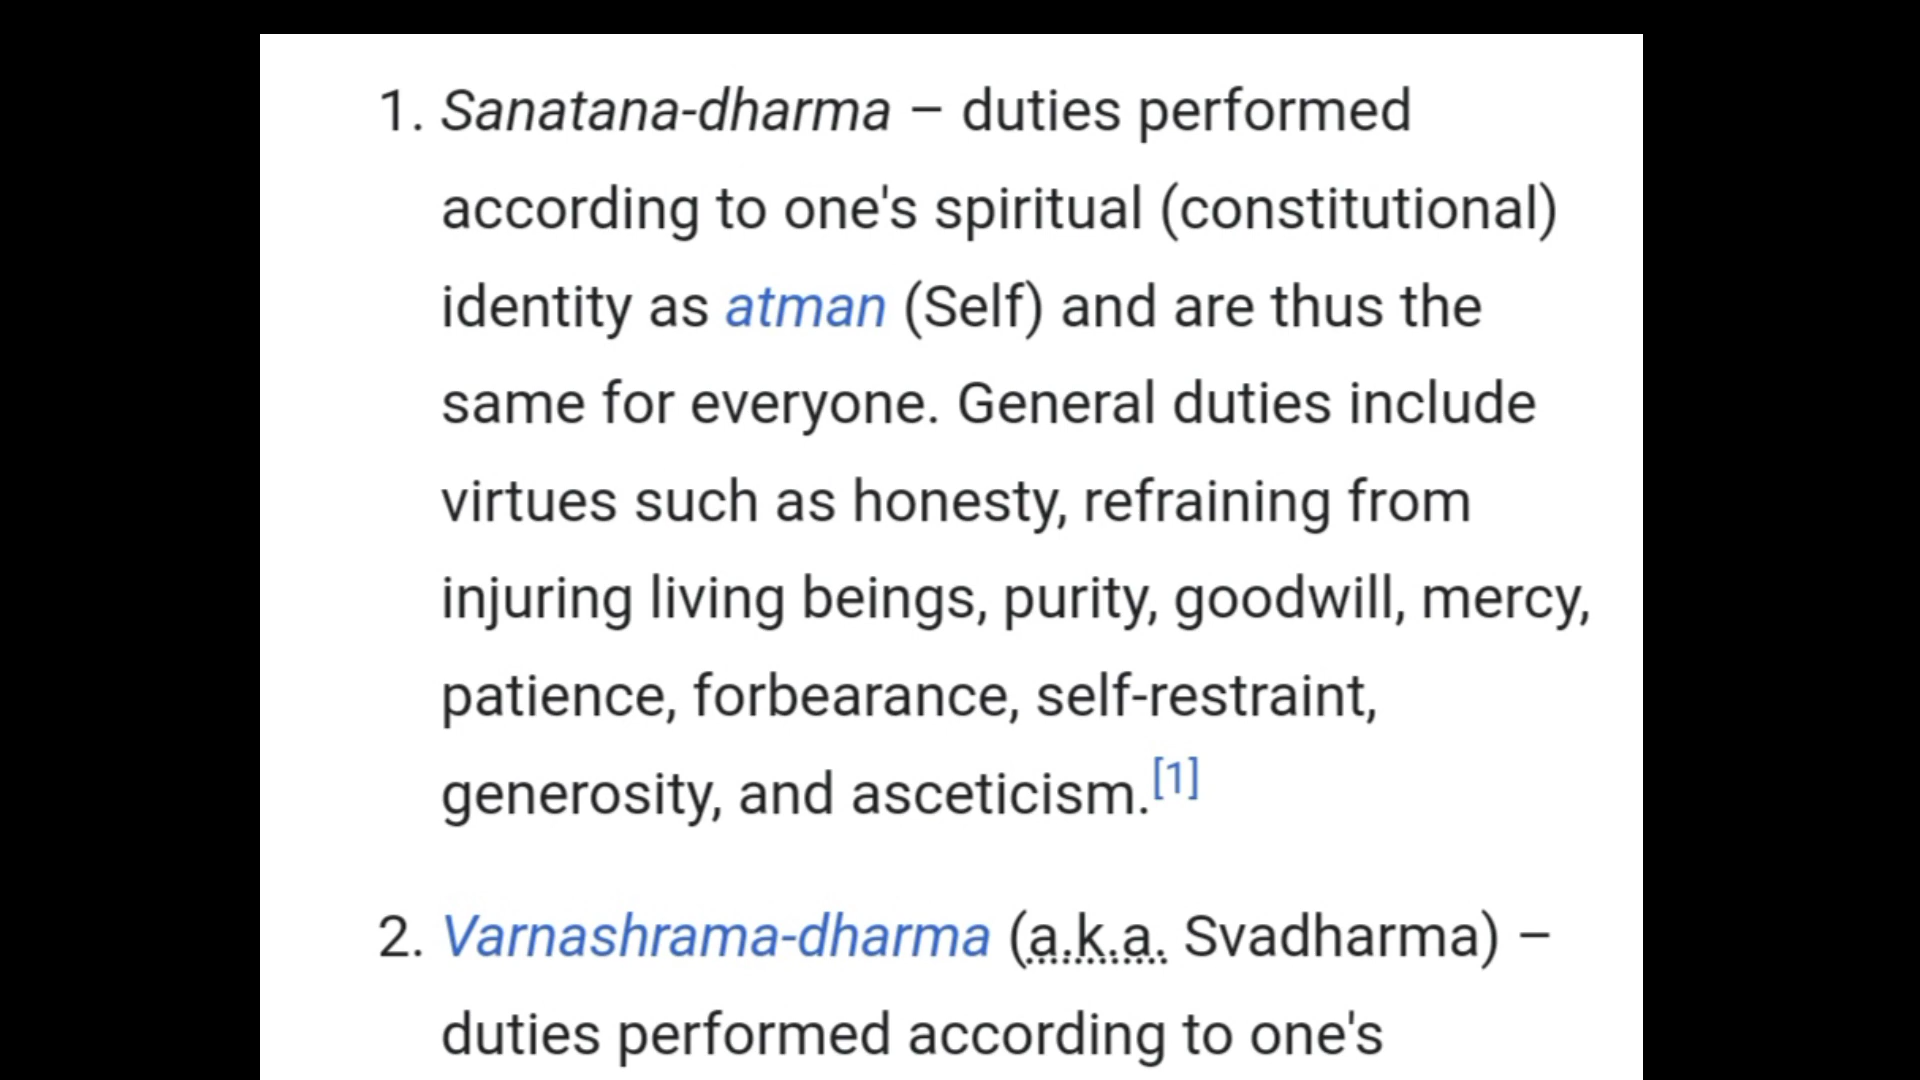 1. Sanatana-dharma – duties performed
according to one's spiritual (constitutional)
identity as atman (Self) and are thus the
same for everyone. General duties include
virtues such as honesty, refraining from
injuring living beings, purity, goodwill, mercy,
patience, forbearance, self-restraint,
generosity, and asceticism.[1]
2. Varnashrama-dharma (a.k.a. Svadharma) –
duties performed according to one's